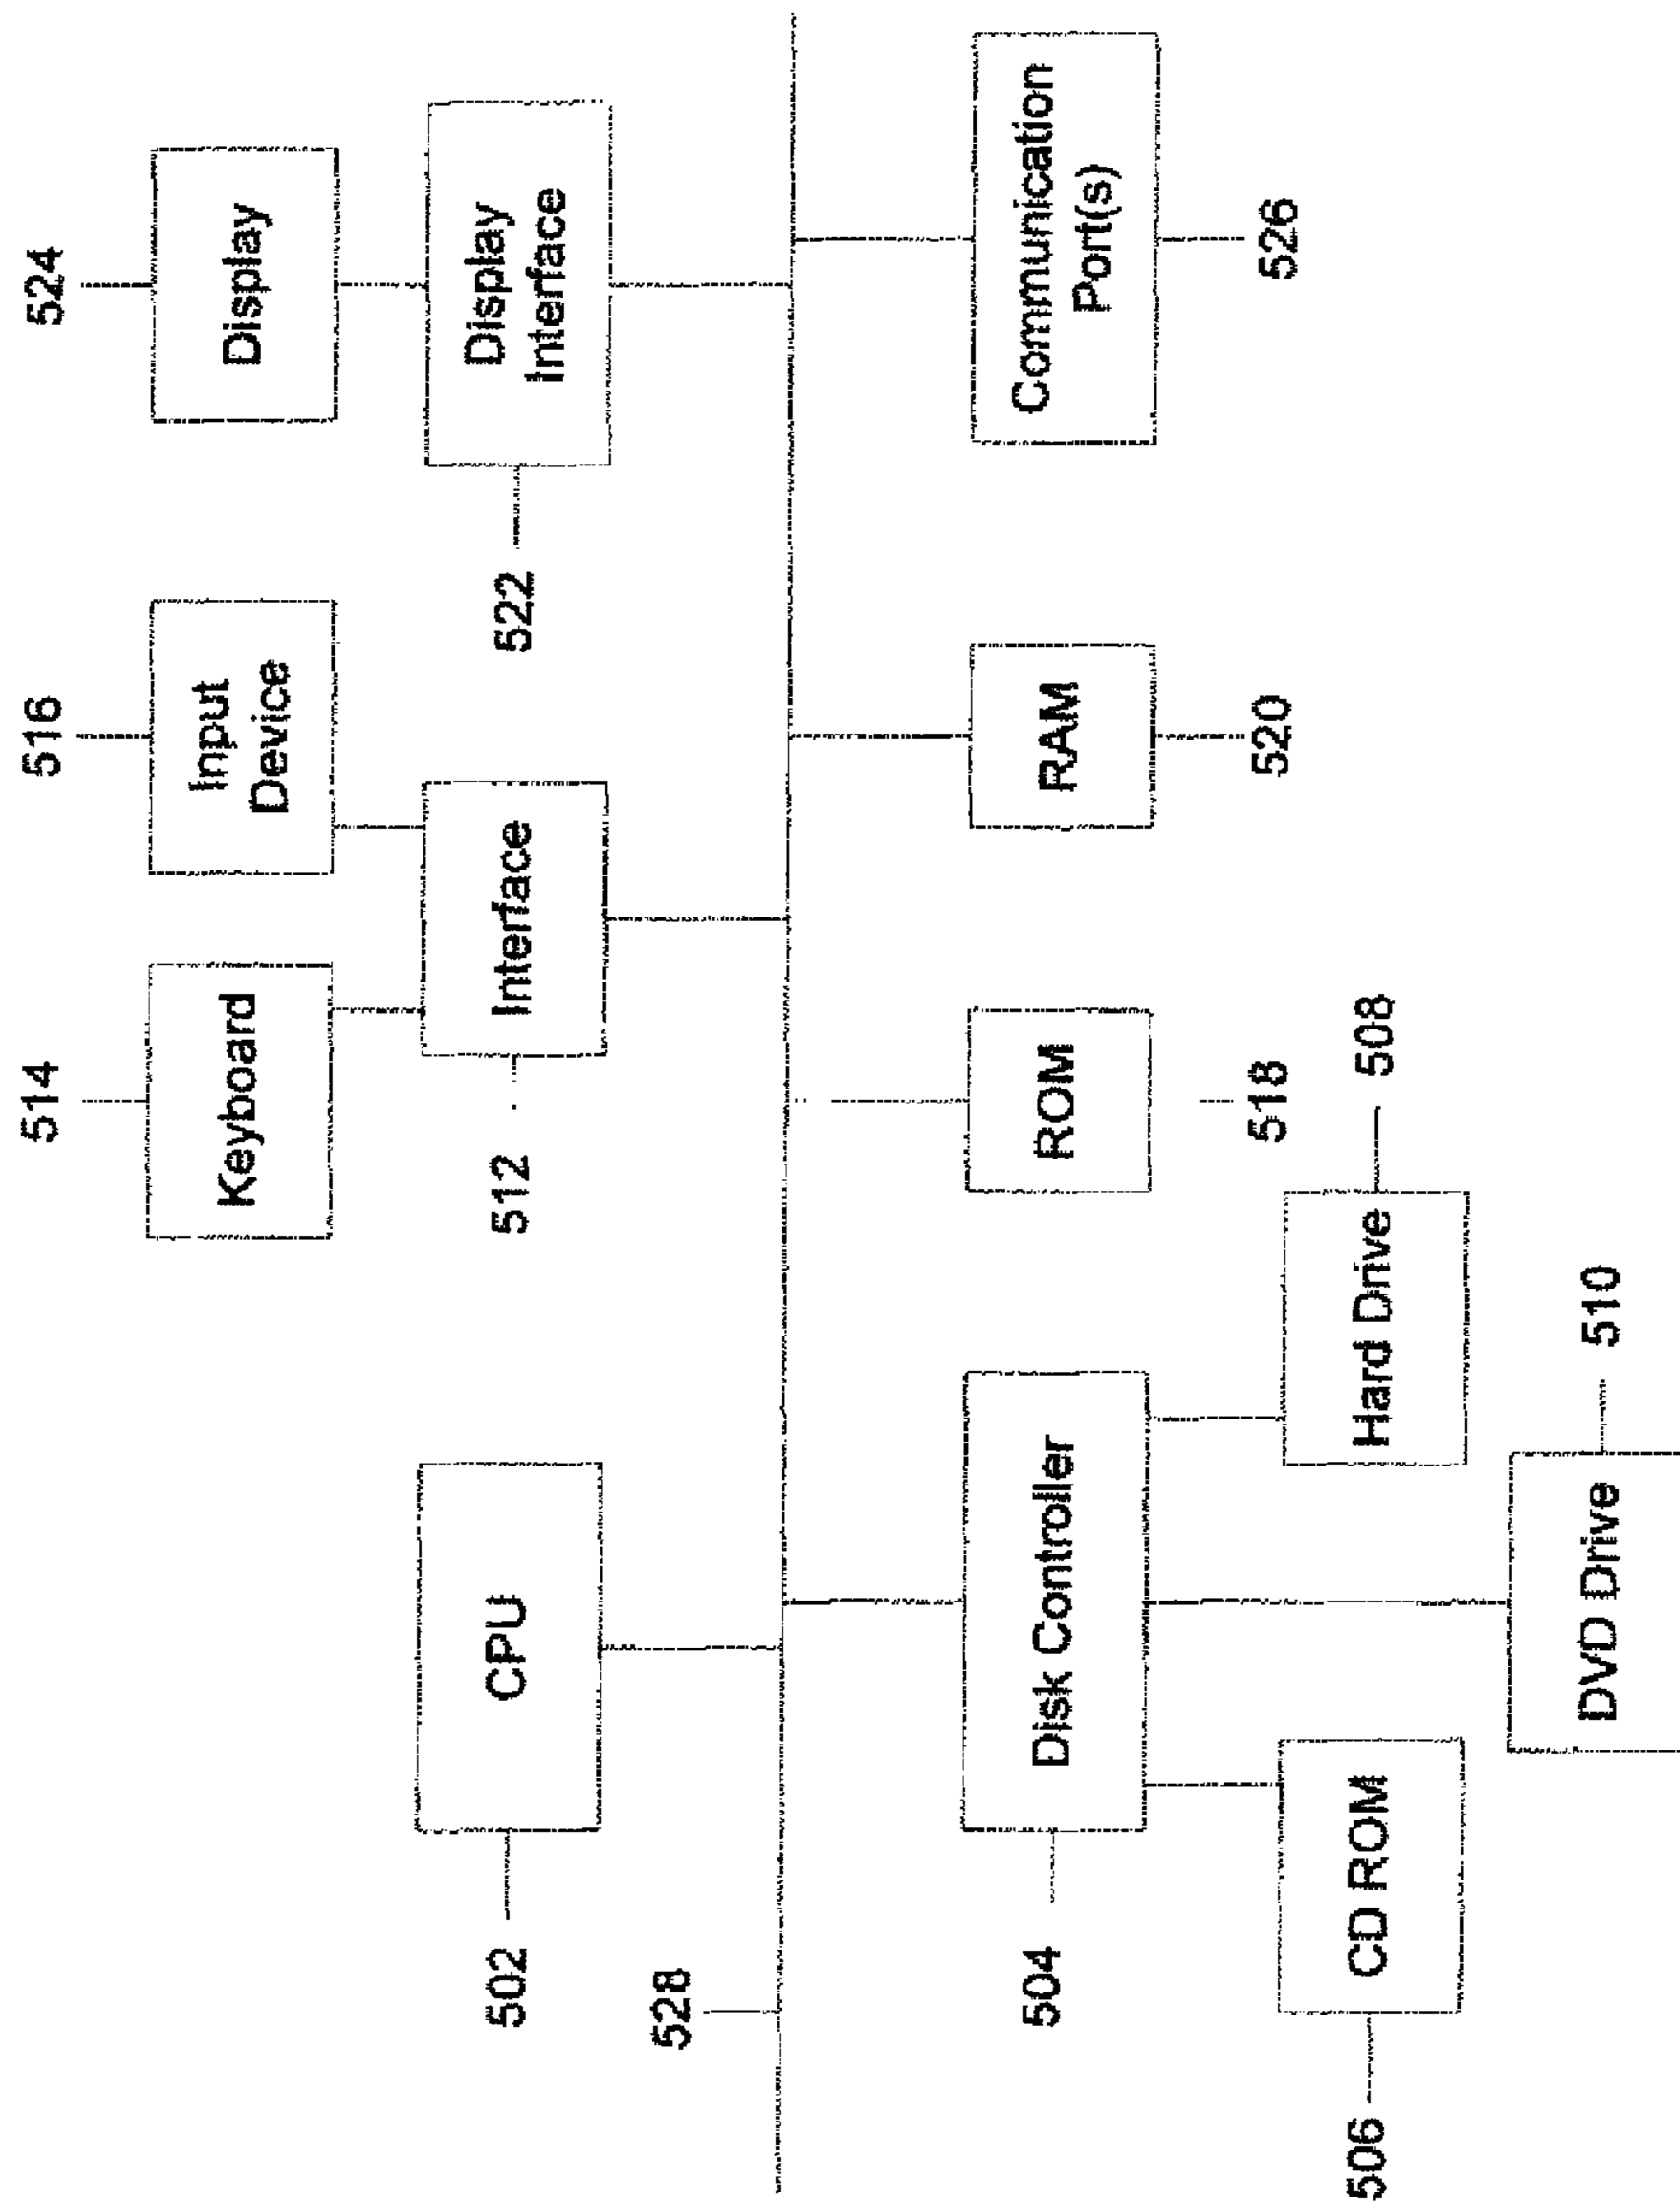 514
516
524
Keyboard
Input
Device
Display
502
CPU
512
Interface
522
Display
Interface
528
504
Disk Controller
ROM
RAM
Communication
Port(s)
518
520
526
506
CD ROM
Hard Drive
508
DVD Drive
510